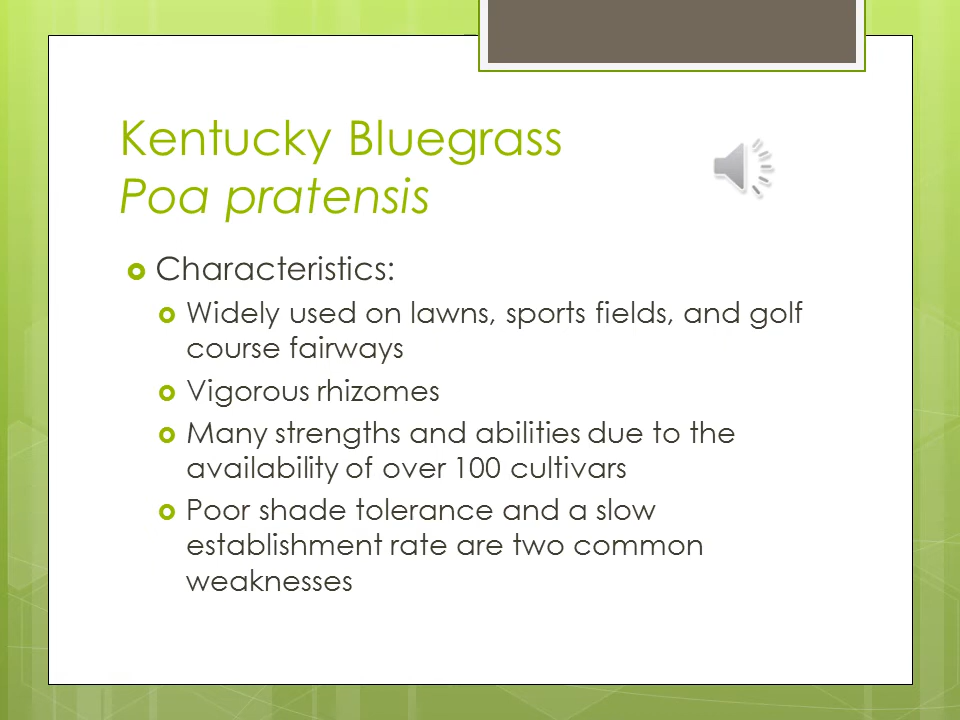 Kentucky Bluegrass
Poa pratensis
Characteristics:
Widely used on lawns, sports fields, and golf
course fairways
Vigorous rhizomes
Many strengths and abilities due to the
availability of over 100 cultivars
Poor shade tolerance and a slow
establishment rate are two common
weaknesses